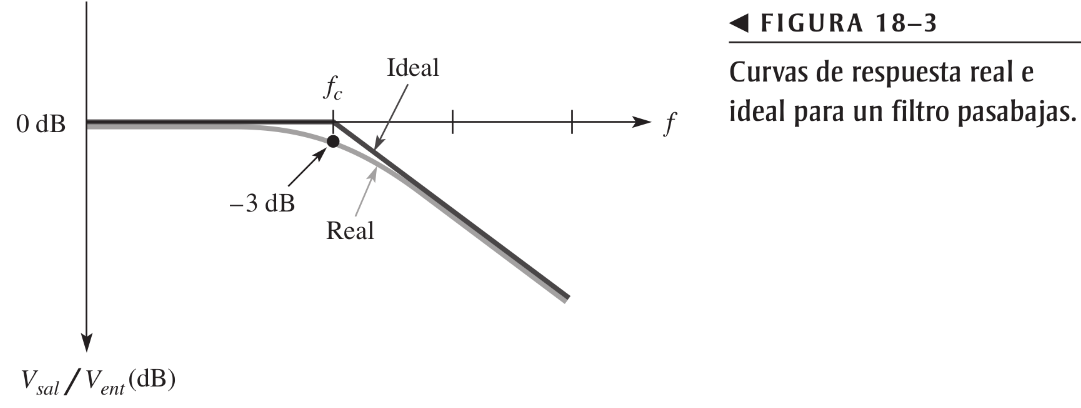 ◀ FIGURA 18–3
Curvas de respuesta real e
ideal para un filtro pasabajas.
Ideal
f_c
0 dB
f
–3 dB
Real
V_sal / V_ent (dB)